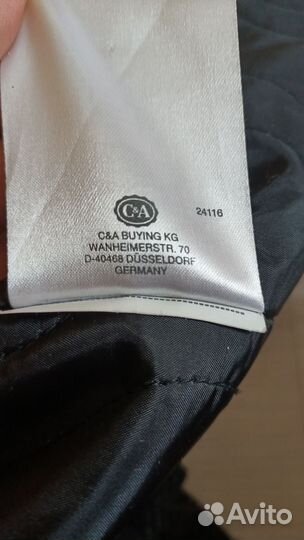 C&A
24116
C&A BUYING KG
WANHEIMERSTR. 70
D-40468 DÜSSELDORF
GERMANY
Avito